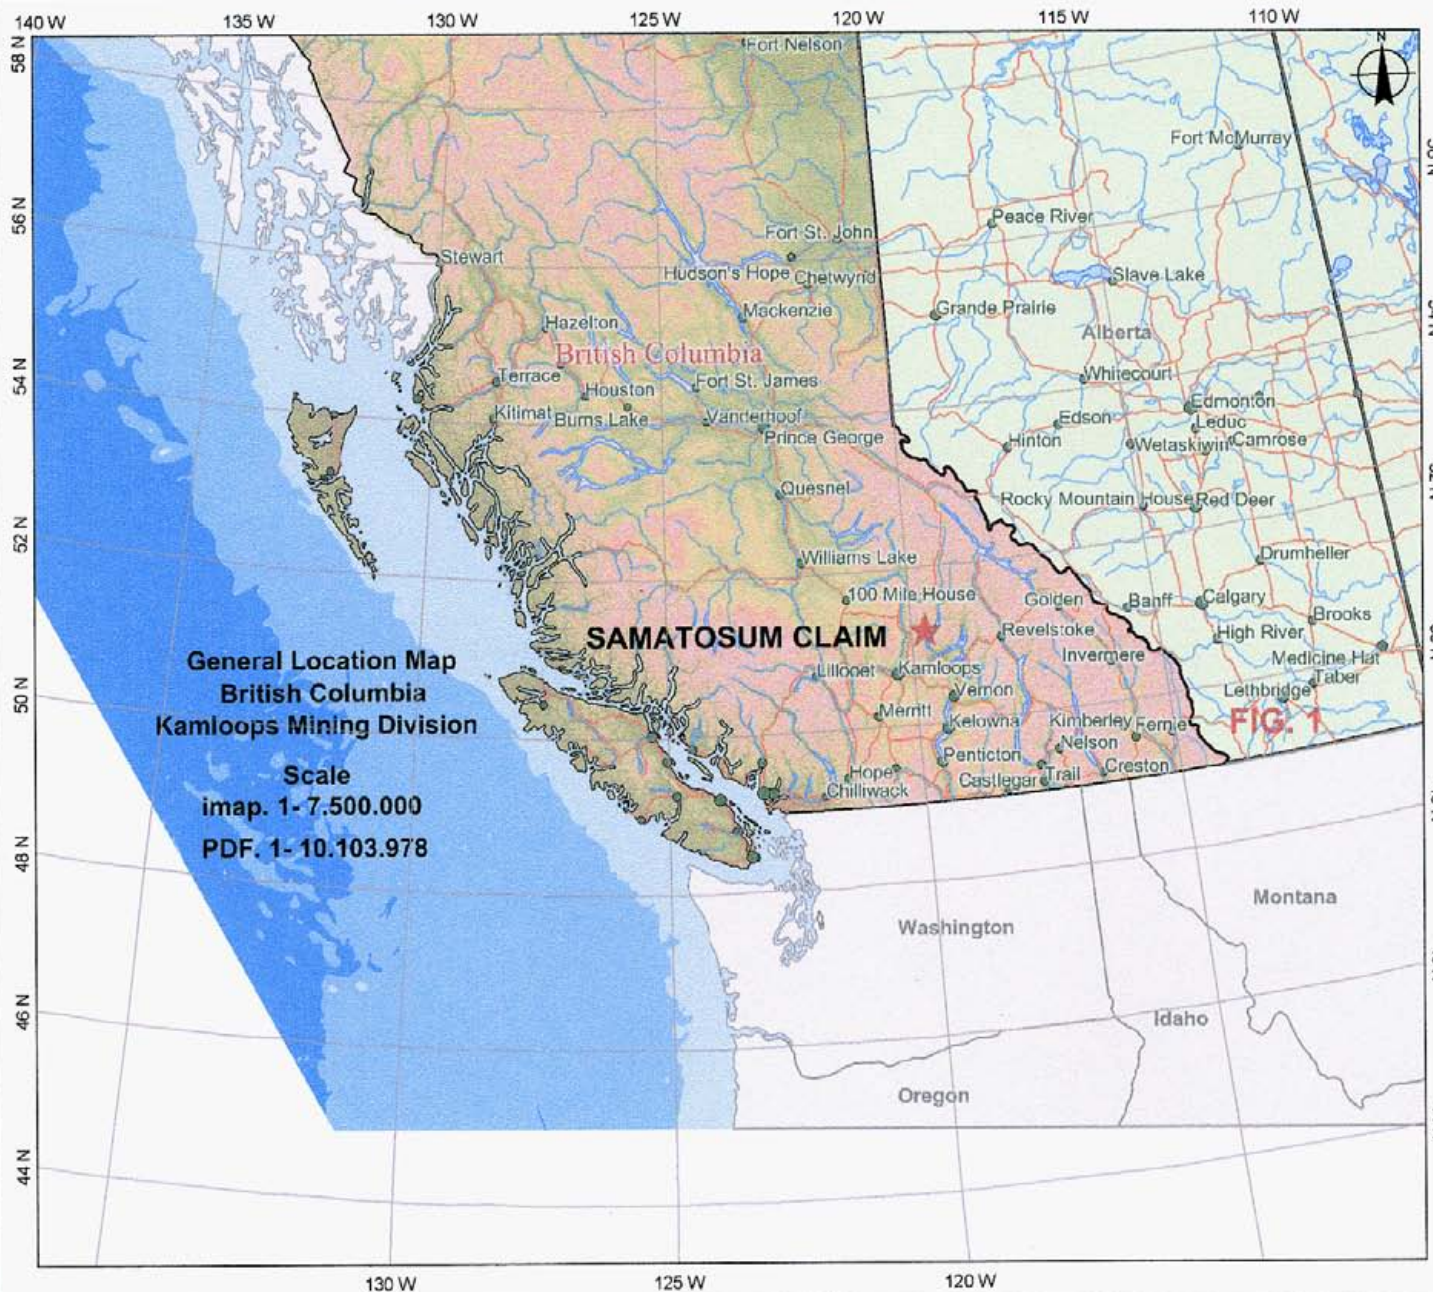 140 W 135 W 130 W 125 W 120 W 115 W 110 W
58 N
Fort Nelson
N
Fort McMurray
56 N
Peace River
Fort St. John
Stewart
Hudson's Hope Chetwynd
Slave Lake
Mackenzie
Grande Prairie
Hazelton
Alberta
British Columbia
54 N
Terrace
Houston
Fort St. James
Whitecourt
Kitimat
Burns Lake
Vanderhoof
Edson
Edmonton
Leduc
Prince George
Hinton
Wetaskiwin
Camrose
Quesnel
Rocky Mountain House
Red Deer
52 N
Williams Lake
Drumheller
100 Mile House
Golden
Banff
Calgary
Brooks
SAMATOSUM CLAIM
Revelstoke
High River
General Location Map
British Columbia
Kamloops Mining Division
Invermere
Medicine Hat
Lillooet
Kamloops
Taber
50 N
Vernon
Lethbridge
Merritt
Kelowna
Kimberley
Fernie
FIG. 1
Nelson
Penticton
Scale
imap. 1- 7.500.000
PDF. 1- 10.103.978
Hope
Castlegar
Trail
Creston
Chilliwack
48 N
Washington
Montana
46 N
Idaho
Oregon
44 N
130 W 125 W 120 W